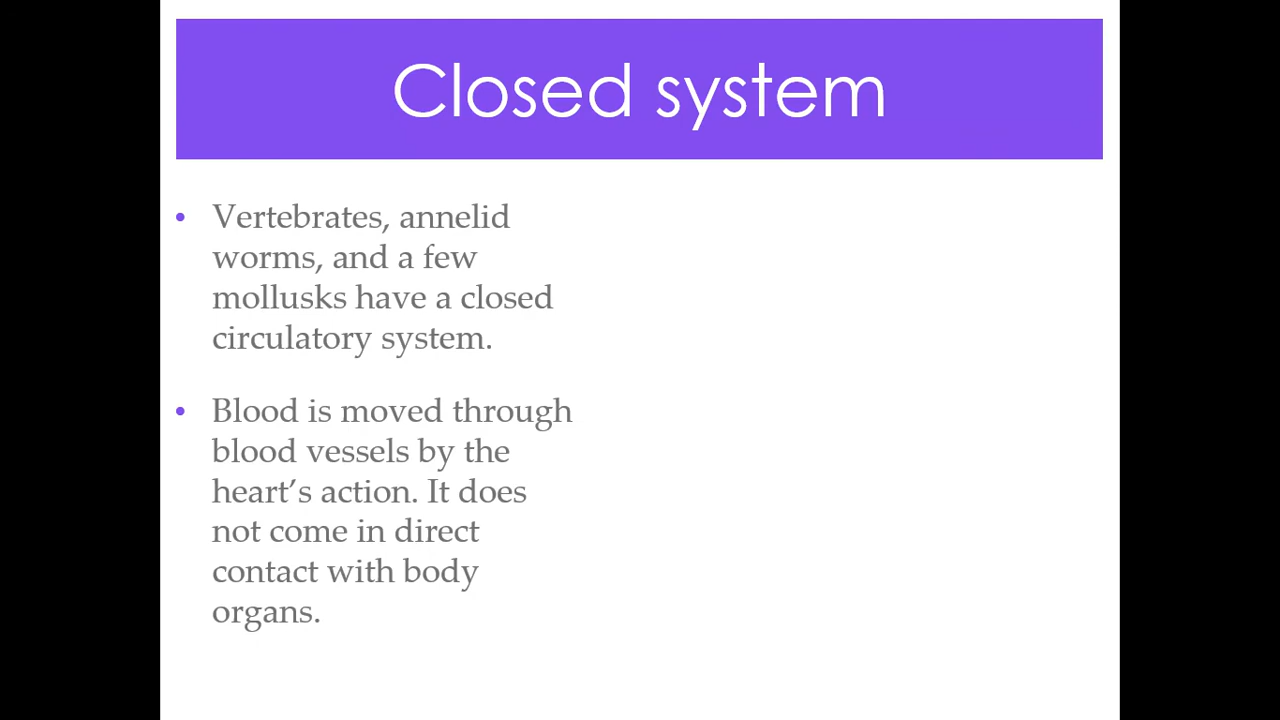 Closed system
• Vertebrates, annelid
worms, and a few
mollusks have a closed
circulatory system.
• Blood is moved through
blood vessels by the
heart’s action. It does
not come in direct
contact with body
organs.